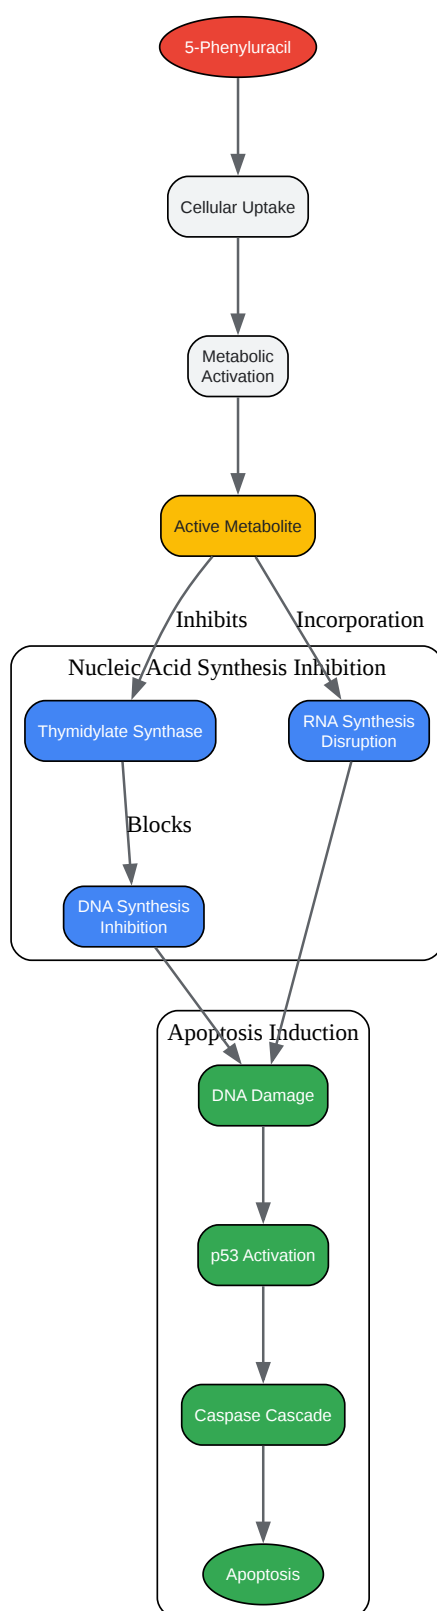 5-Phenyluracil
Cellular Uptake
Metabolic
Activation
Active Metabolite
Inhibits
Incorporation
Nucleic Acid Synthesis Inhibition
Thymidylate Synthase
RNA Synthesis
Disruption
Blocks
DNA Synthesis
Inhibition
Apoptosis Induction
DNA Damage
p53 Activation
Caspase Cascade
Apoptosis